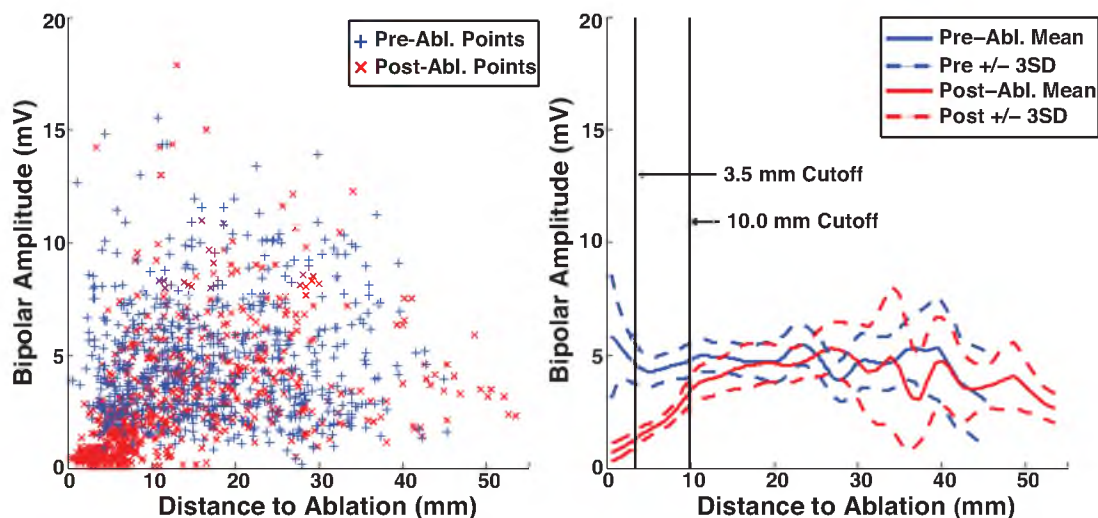 20
15
10
5
0
Bipolar Amplitude (mV)
+ Pre-Abl. Points
× Post-Abl. Points
0 10 20 30 40 50
Distance to Ablation (mm)
20
15
10
5
0
Bipolar Amplitude (mV)
Pre–Abl. Mean
Pre +/– 3SD
Post–Abl. Mean
Post +/– 3SD
3.5 mm Cutoff
10.0 mm Cutoff
0 10 20 30 40 50
Distance to Ablation (mm)